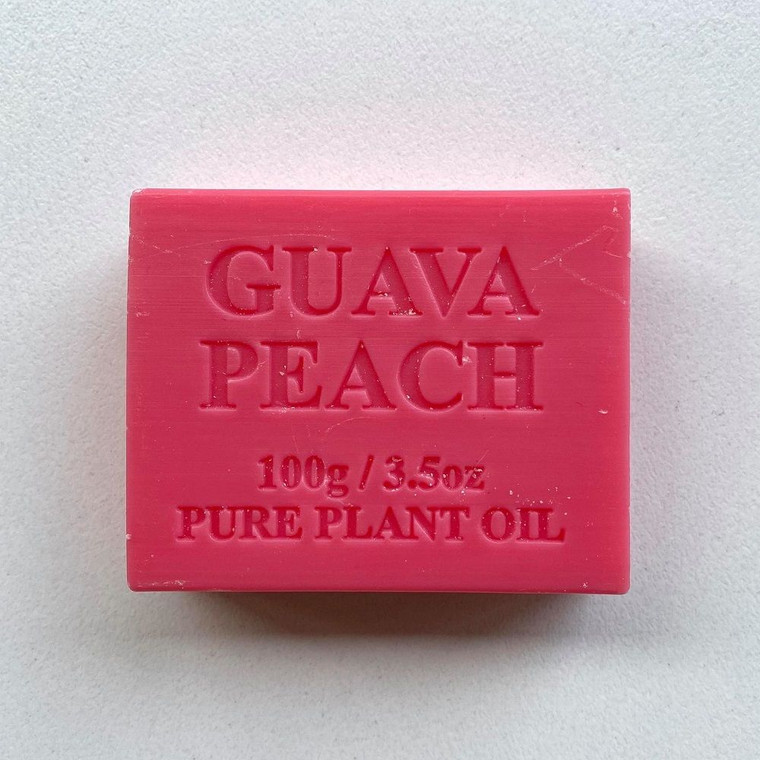 GUAVA
PEACH
100g / 3.5oz
PURE PLANT OIL